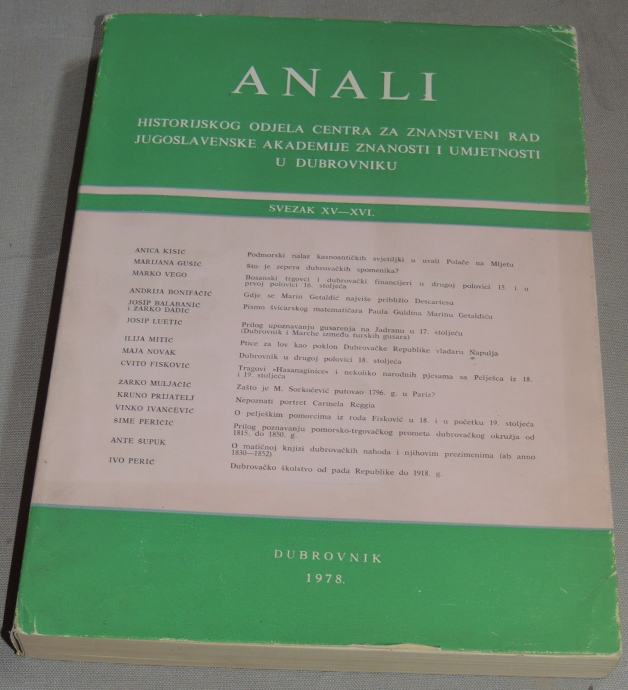 ANALI
HISTORIJSKOG ODJELA CENTRA ZA ZNANSTVENI RAD
JUGOSLAVENSKE AKADEMIJE ZNANOSTI I UMJETNOSTI
U DUBROVNIKU
SVEZAK XV—XVI.
ANICA KISIĆ Podmorski nalaz kasnoantičkih svjetiljki u uvali Polače na Mljetu
MARIJANA GUSIĆ Što je zepeva dubrovačkih spomenika?
MARKO VEGO Bosanski trgovci i dubrovački financijeri u drugoj polovici 15. i u
prvoj polovici 16. stoljeća
ANDRIJA BONIFAČIĆ Gdje se Marin Getaldić najviše približio Descartesu
JOSIP BALABANIĆ Pismo švicarskog matematičara Paula Guldina Marinu Getaldiću
i ŽARKO DADIĆ
JOSIP LUETIĆ Prilog upoznavanju gusarenja na Jadranu u 17. stoljeću
(Dubrovnik i Marche između turskih gusara)
ILIJA MITIĆ Ptice za lov kao poklon Dubrovačke Republike vladaru Napulja
MAJA NOVAK Dubrovnik u drugoj polovici 18. stoljeća
CVITO FISKOVIĆ Tragovi »Hasanaginice« i nekoliko narodnih pjesama sa Pelješca iz 18.
i 19. stoljeća
ŽARKO MULJAČIĆ Zašto je M. Sorkočević putovao 1796. g. u Pariz?
KRUNO PRIJATELJ Nepoznati portret Carmela Reggia
VINKO IVANČEVIĆ O pelješkim pomorcima iz roda Fisković u 18. i u početku 19. stoljeća
ŠIME PERIČIĆ Prilog poznavanju pomorsko-trgovačkog prometa dubrovačkog okružja od
1815. do 1850. g.
ANTE ŠUPUK O matičnoj knjizi dubrovačkih nahoda i njihovim prezimenima (ab anno
1830—1852)
IVO PERIĆ Dubrovačko školstvo od pada Republike do 1918. g.
DUBROVNIK
1978.